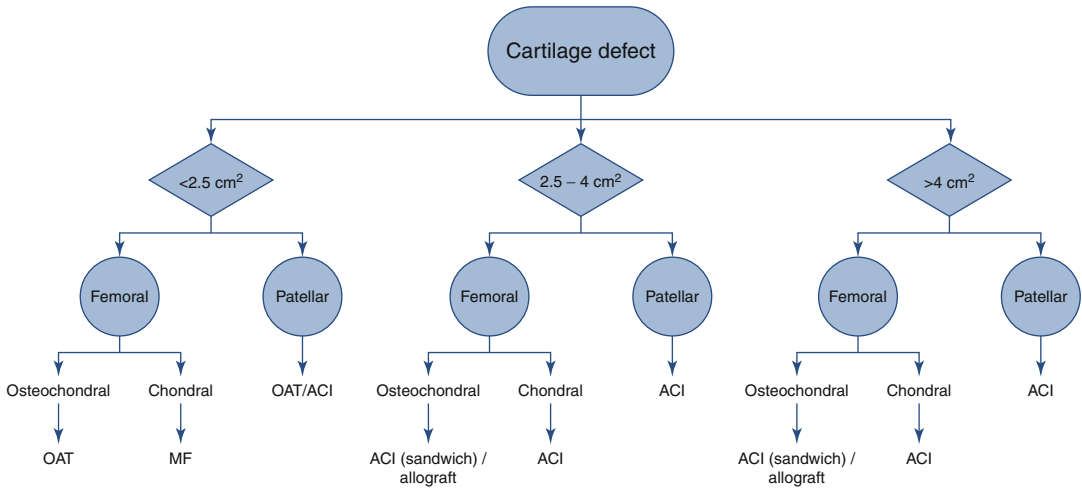 Cartilage defect
<2.5 cm²
2.5 – 4 cm²
>4 cm²
Femoral
Patellar
Femoral
Patellar
Femoral
Patellar
Osteochondral
Chondral
OAT/ACI
Osteochondral
Chondral
ACI
Osteochondral
Chondral
ACI
OAT
MF
ACI (sandwich) /
allograft
ACI
ACI (sandwich) /
allograft
ACI